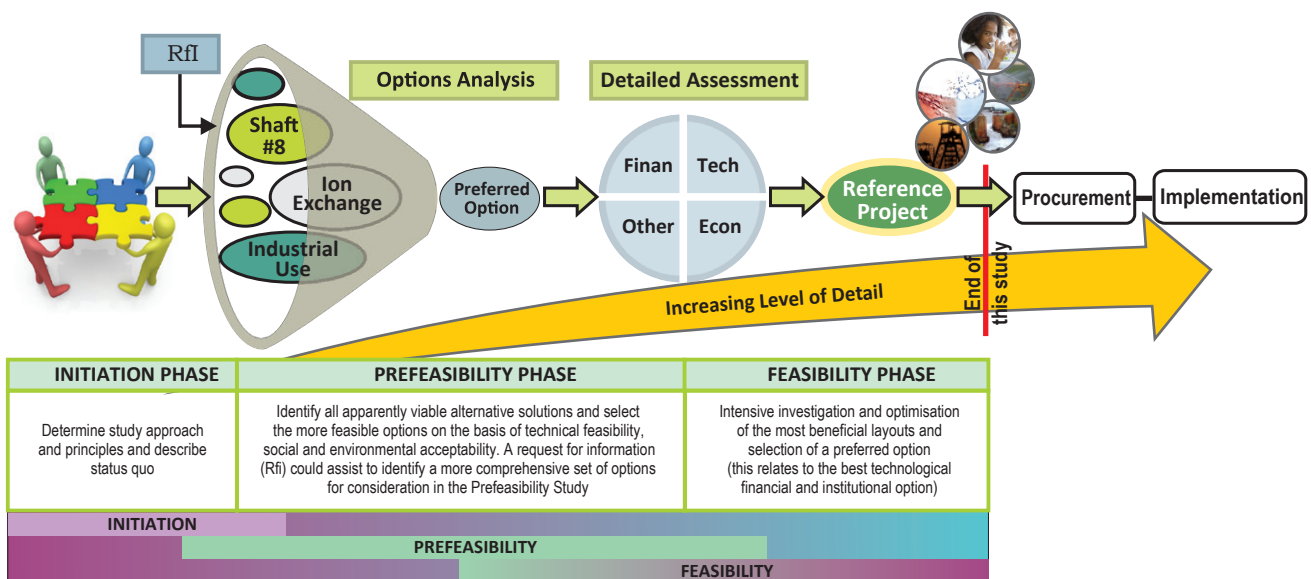 RfI
Options Analysis
Detailed Assessment
Shaft
#8
Ion
Exchange
Industrial
Use
Preferred
Option
Finan
Tech
Other
Econ
Reference
Project
Procurement
Implementation
End of
this study
Increasing Level of Detail
INITIATION PHASE
Determine study approach
and principles and describe
status quo
PREFEASIBILITY PHASE
Identify all apparently viable alternative solutions and select
the more feasible options on the basis of technical feasibility,
social and environmental acceptability. A request for information
(Rfi) could assist to identify a more comprehensive set of options
for consideration in the Prefeasibility Study
FEASIBILITY PHASE
Intensive investigation and optimisation
of the most beneficial layouts and
selection of a preferred option
(this relates to the best technological
financial and institutional option)
INITIATION
PREFEASIBILITY
FEASIBILITY